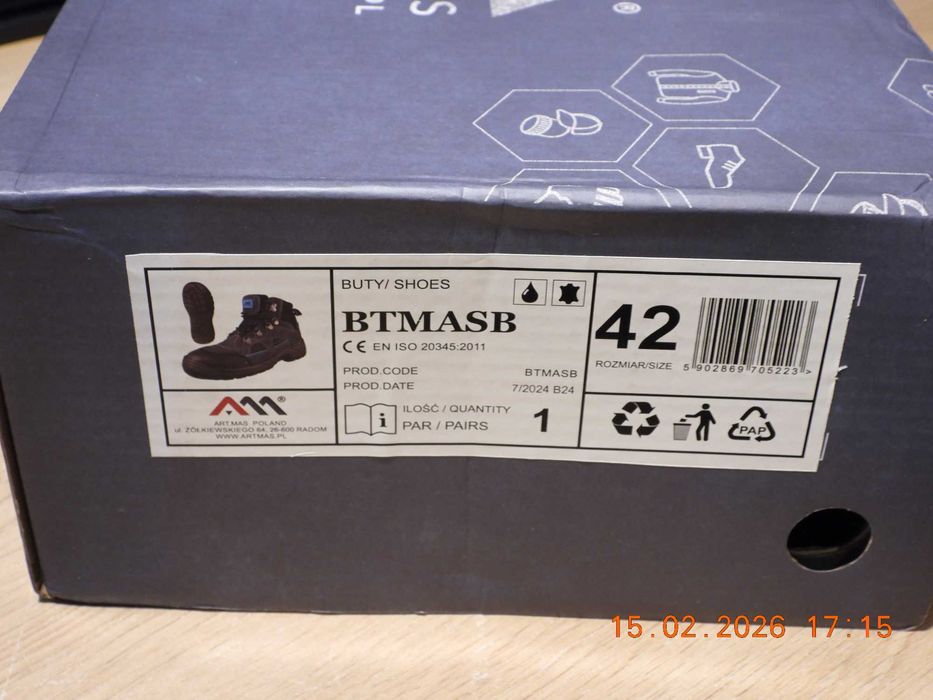 PL
S
®
BUTY/ SHOES
BTMASB
CE EN ISO 20345:2011
PROD.CODE BTMASB
PROD.DATE 7/2024 B24
i
ILOŚĆ / QUANTITY
PAR / PAIRS 1
AM®
ART.MAS POLAND
ul. ŻÓŁKIEWSKIEGO 64, 26-600 RADOM
WWW.ARTMAS.PL
42
ROZMIAR/SIZE
5 902869 705223 >
PAP
15.02.2026 17:15